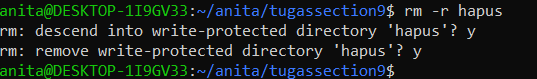 anita@DESKTOP-1I9GV33:~/anita/tugassection9$ rm -r hapus
rm: descend into write-protected directory 'hapus'? y
rm: remove write-protected directory 'hapus'? y
anita@DESKTOP-1I9GV33:~/anita/tugassection9$